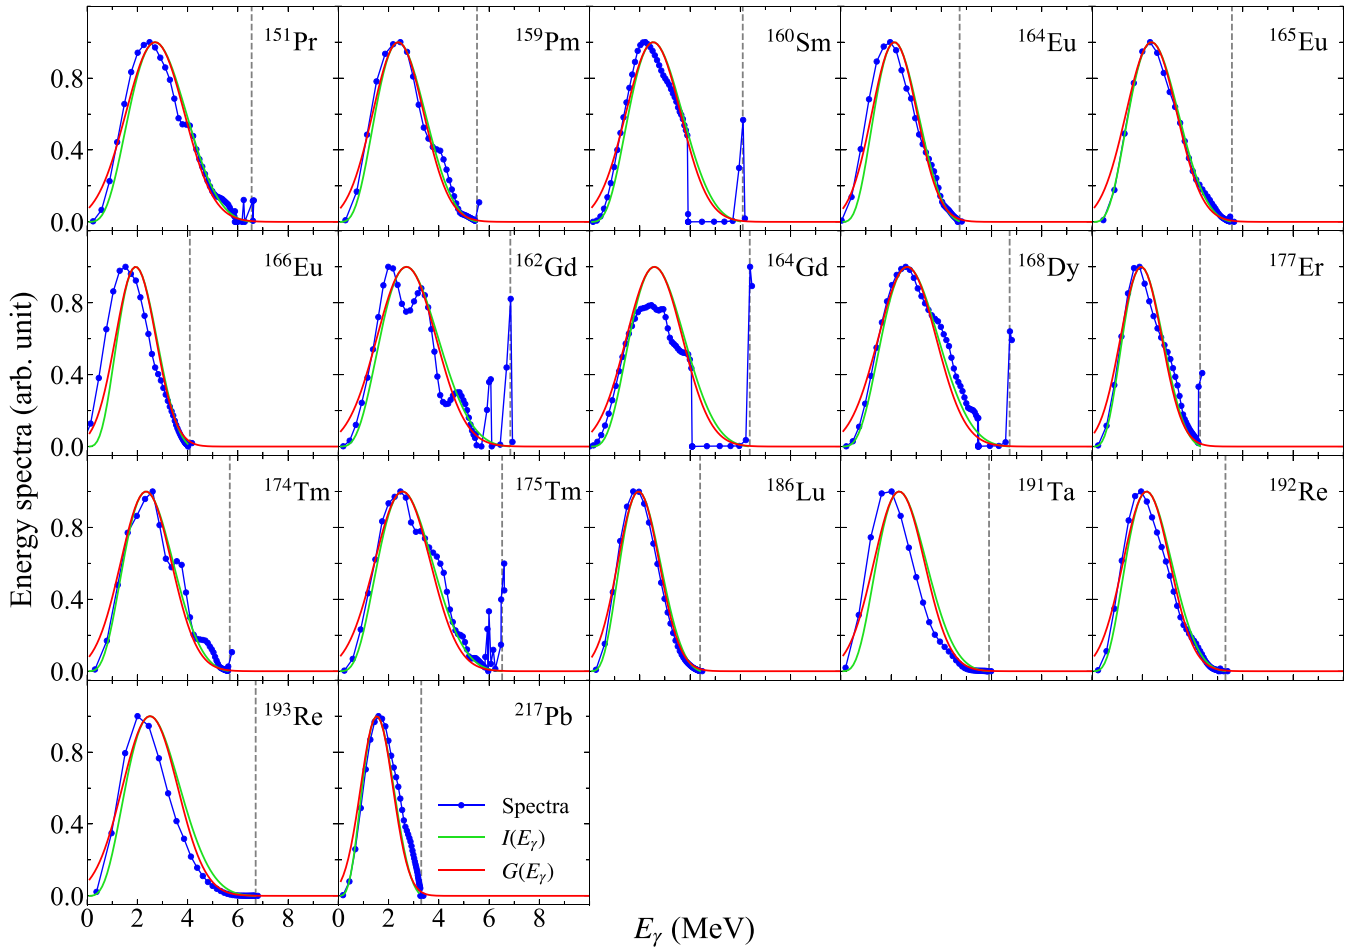 ¹⁵¹Pr ¹⁵⁹Pm ¹⁶⁰Sm ¹⁶⁴Eu ¹⁶⁵Eu
0.8
0.4
0.0
¹⁶⁶Eu ¹⁶²Gd ¹⁶⁴Gd ¹⁶⁸Dy ¹⁷⁷Er
0.8
0.4
0.0
Energy spectra (arb. unit)
¹⁷⁴Tm ¹⁷⁵Tm ¹⁸⁶Lu ¹⁹¹Ta ¹⁹²Re
0.8
0.4
0.0
¹⁹³Re ²¹⁷Pb
0.8
0.4
0.0
Spectra
I(Eᵧ)
G(Eᵧ)
0 2 4 6 8 0 2 4 6 8
Eᵧ (MeV)